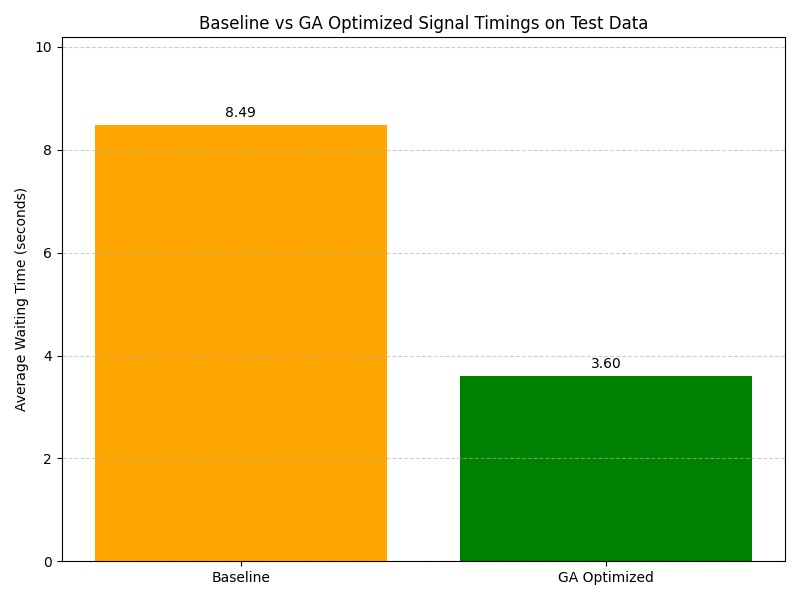 Baseline vs GA Optimized Signal Timings on Test Data
Average Waiting Time (seconds)
10
8
6
4
2
0
8.49
3.60
Baseline
GA Optimized